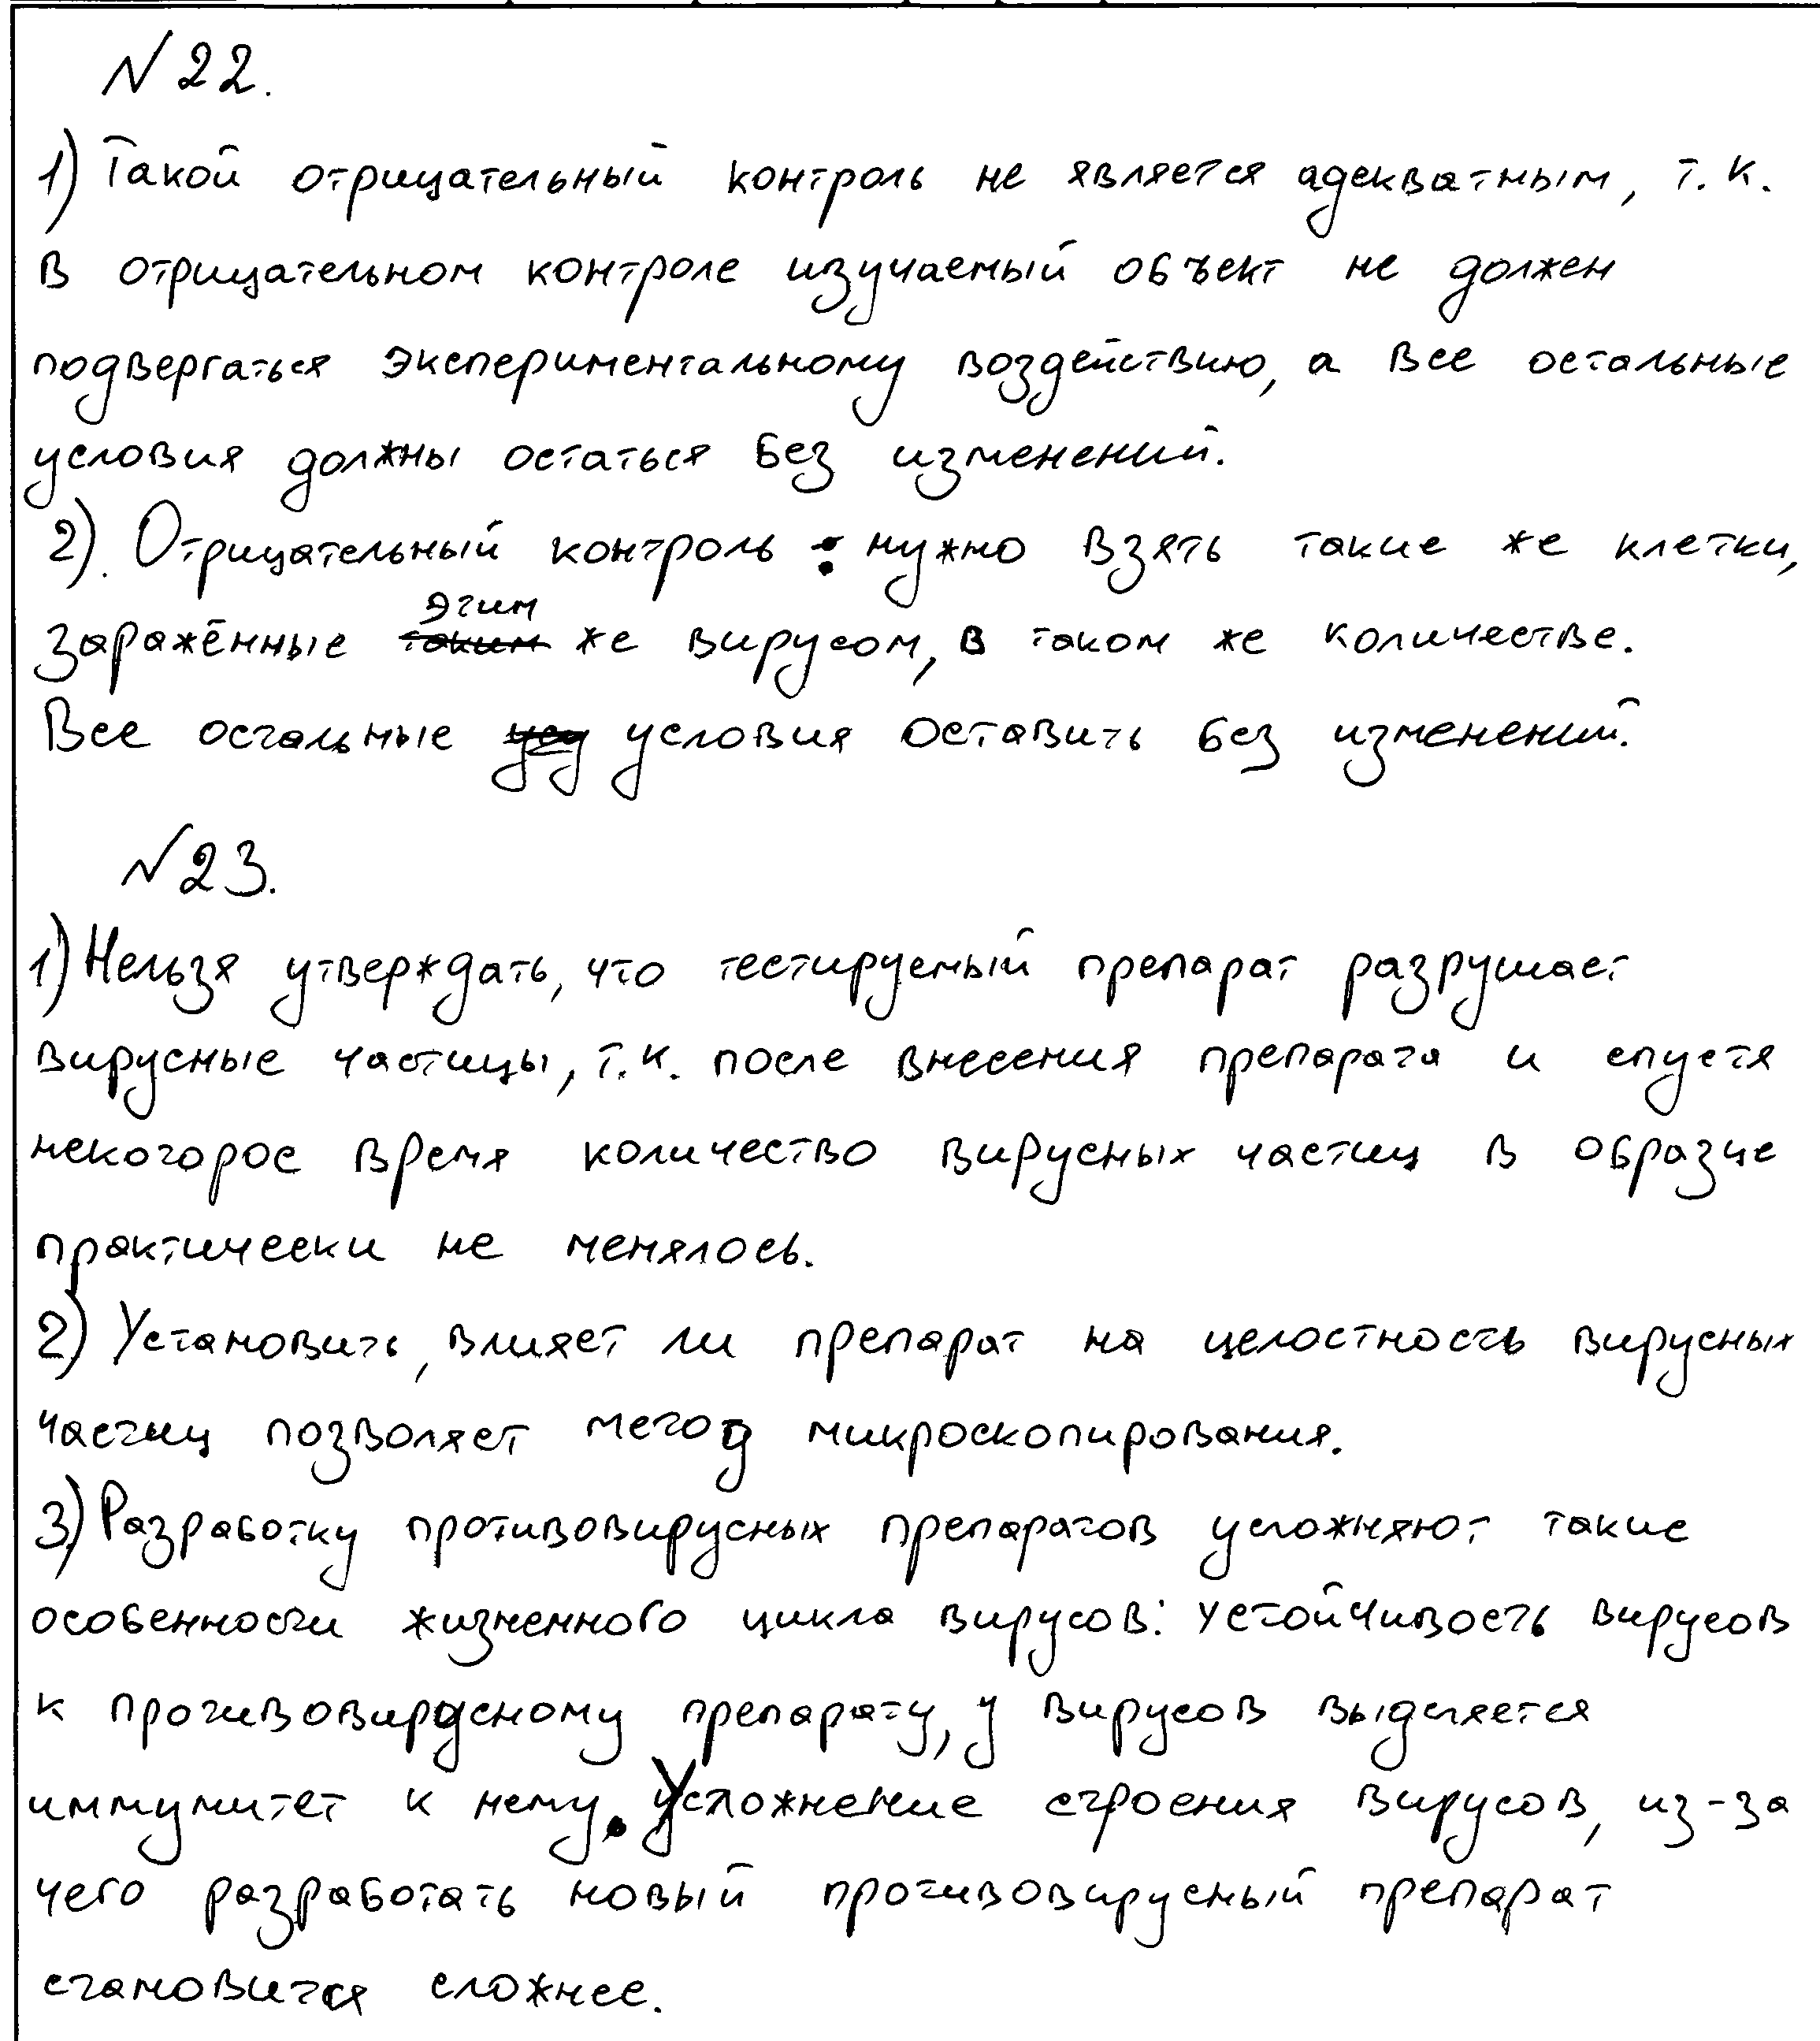 № 22.
1) Такой отрицательный контроль не является адекватным, т. к.
в отрицательном контроле изучаемый объект не должен
подвергаться экспериментальному воздействию, а все остальные
условия должны остаться без изменений.
2). Отрицательный контроль : нужно взять такие же клетки,
заражённые этим же вирусом, в таком же количестве.
Все остальные условия оставить без изменений.
№ 23.
1) Нельзя утверждать, что тестируемый препарат разрушает
вирусные частицы, т. к. после внесения препарата и спустя
некоторое время количество вирусных частиц в образце
практически не менялось.
2) Установить, влияет ли препарат на целостность вирусных
частиц позволяет метод микроскопирования.
3) Разработку противовирусных препаратов усложняют такие
особенности жизненного цикла вирусов: устойчивость вирусов
к противовирусному препарату, у вирусов выделяется
иммунитет к нему. Усложнение строения вирусов, из-за
чего разработать новый противовирусный препарат
становится сложнее.